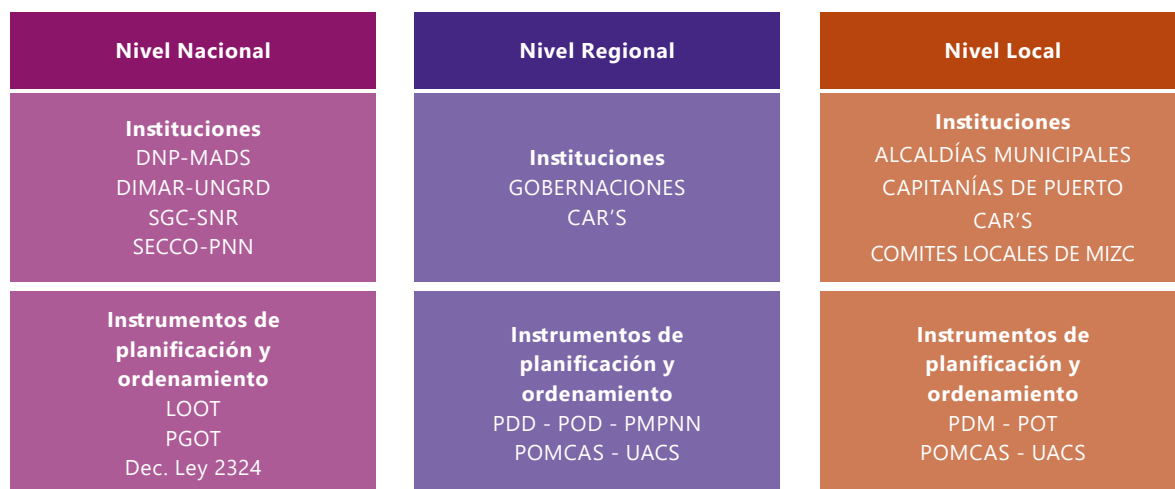 Nivel Nacional
Instituciones
DNP-MADS
DIMAR-UNGRD
SGC-SNR
SECCO-PNN
Instrumentos de
planificación y
ordenamiento
LOOT
PGOT
Dec. Ley 2324
Nivel Regional
Instituciones
GOBERNACIONES
CAR’S
Instrumentos de
planificación y
ordenamiento
PDD - POD - PMPNN
POMCAS - UACS
Nivel Local
Instituciones
ALCALDÍAS MUNICIPALES
CAPITANÍAS DE PUERTO
CAR’S
COMITES LOCALES DE MIZC
Instrumentos de
planificación y
ordenamiento
PDM - POT
POMCAS - UACS